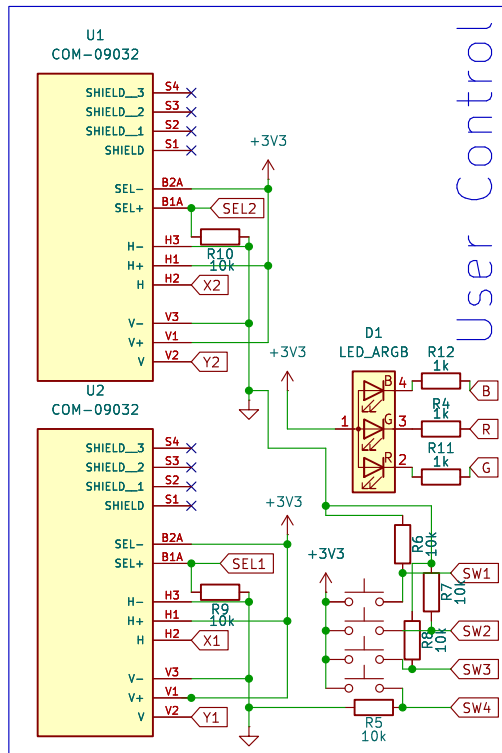 User Control
U1
COM-09032
SHIELD__3 S4
SHIELD__2 S3
SHIELD__1 S2
SHIELD S1
+3V3
SEL- B2A
SEL+ B1A
SEL2
H- H3
R10
10k
H+ H1
H H2
X2
V- V3
V+ V1
V V2
Y2
+3V3
D1
LED_ARGB
1
B 4
G 3
R 2
R12
1k
B
R4
1k
R
R11
1k
G
U2
COM-09032
SHIELD__3 S4
SHIELD__2 S3
SHIELD__1 S2
SHIELD S1
+3V3
SEL- B2A
SEL+ B1A
SEL1
H- H3
R9
10k
H+ H1
H H2
X1
V- V3
V+ V1
V V2
Y1
+3V3
R6
10k
SW1
R7
10k
SW2
R8
10k
SW3
SW4
R5
10k